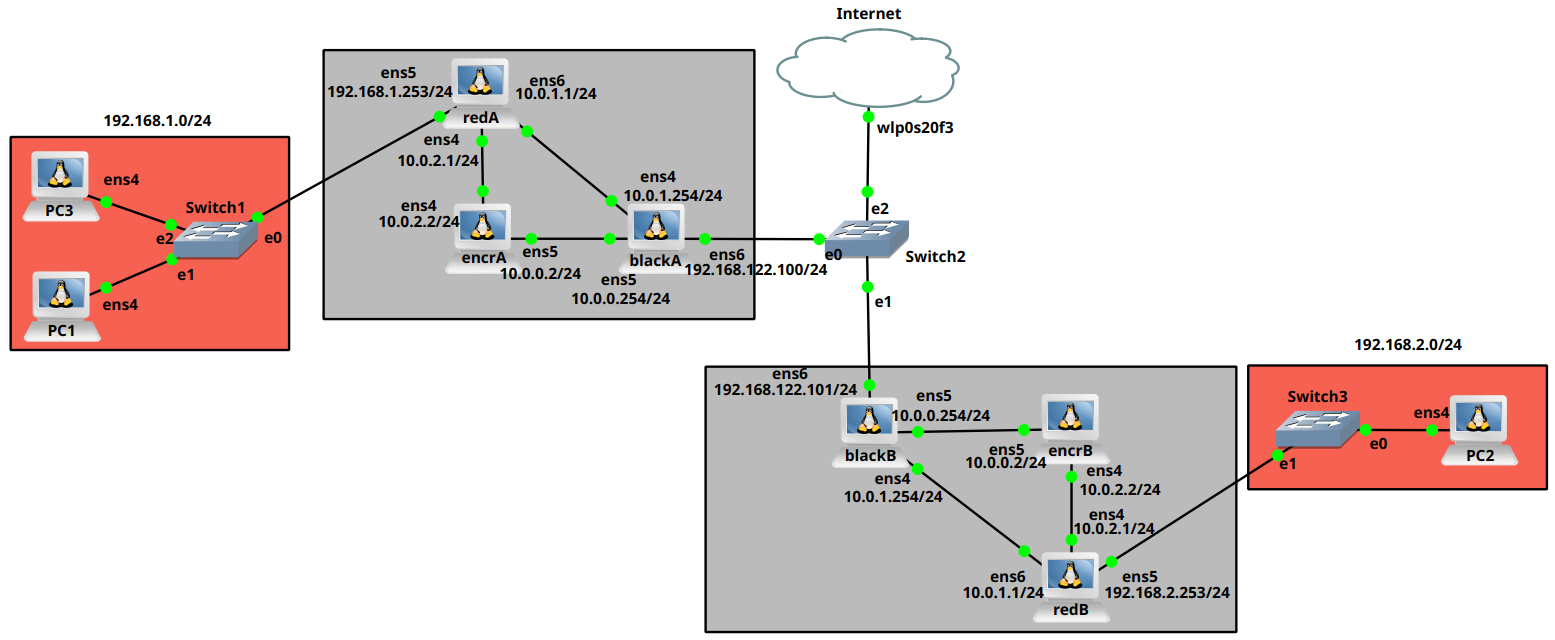 Internet
wlp0s20f3
192.168.1.0/24
PC3
ens4
Switch1
e2
e0
e1
PC1
ens4
ens5
192.168.1.253/24
ens6
10.0.1.1/24
redA
ens4
10.0.2.1/24
ens4
10.0.2.2/24
encrA
ens5
10.0.0.2/24
ens4
10.0.1.254/24
blackA
ens5
10.0.0.254/24
ens6
192.168.122.100/24
e2
e0
Switch2
e1
ens6
192.168.122.101/24
ens5
10.0.0.254/24
blackB
ens4
10.0.1.254/24
ens5
10.0.0.2/24
encrB
ens4
10.0.2.2/24
ens4
10.0.2.1/24
ens6
10.0.1.1/24
redB
ens5
192.168.2.253/24
192.168.2.0/24
Switch3
e1
e0
ens4
PC2